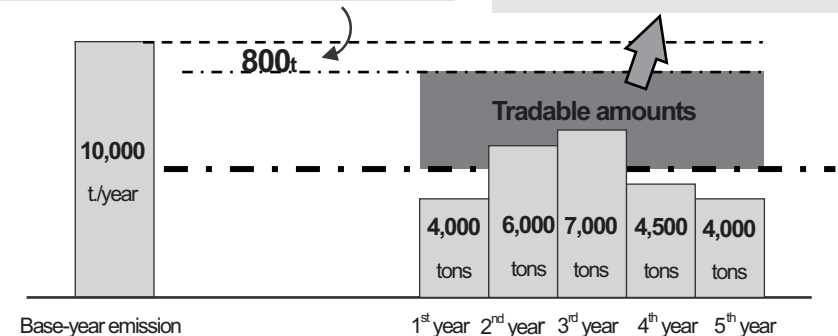 800t
Tradable amounts
10,000
t./year
4,000 6,000 7,000 4,500 4,000
tons tons tons tons tons
Base-year emission 1st year 2nd year 3rd year 4th year 5th year